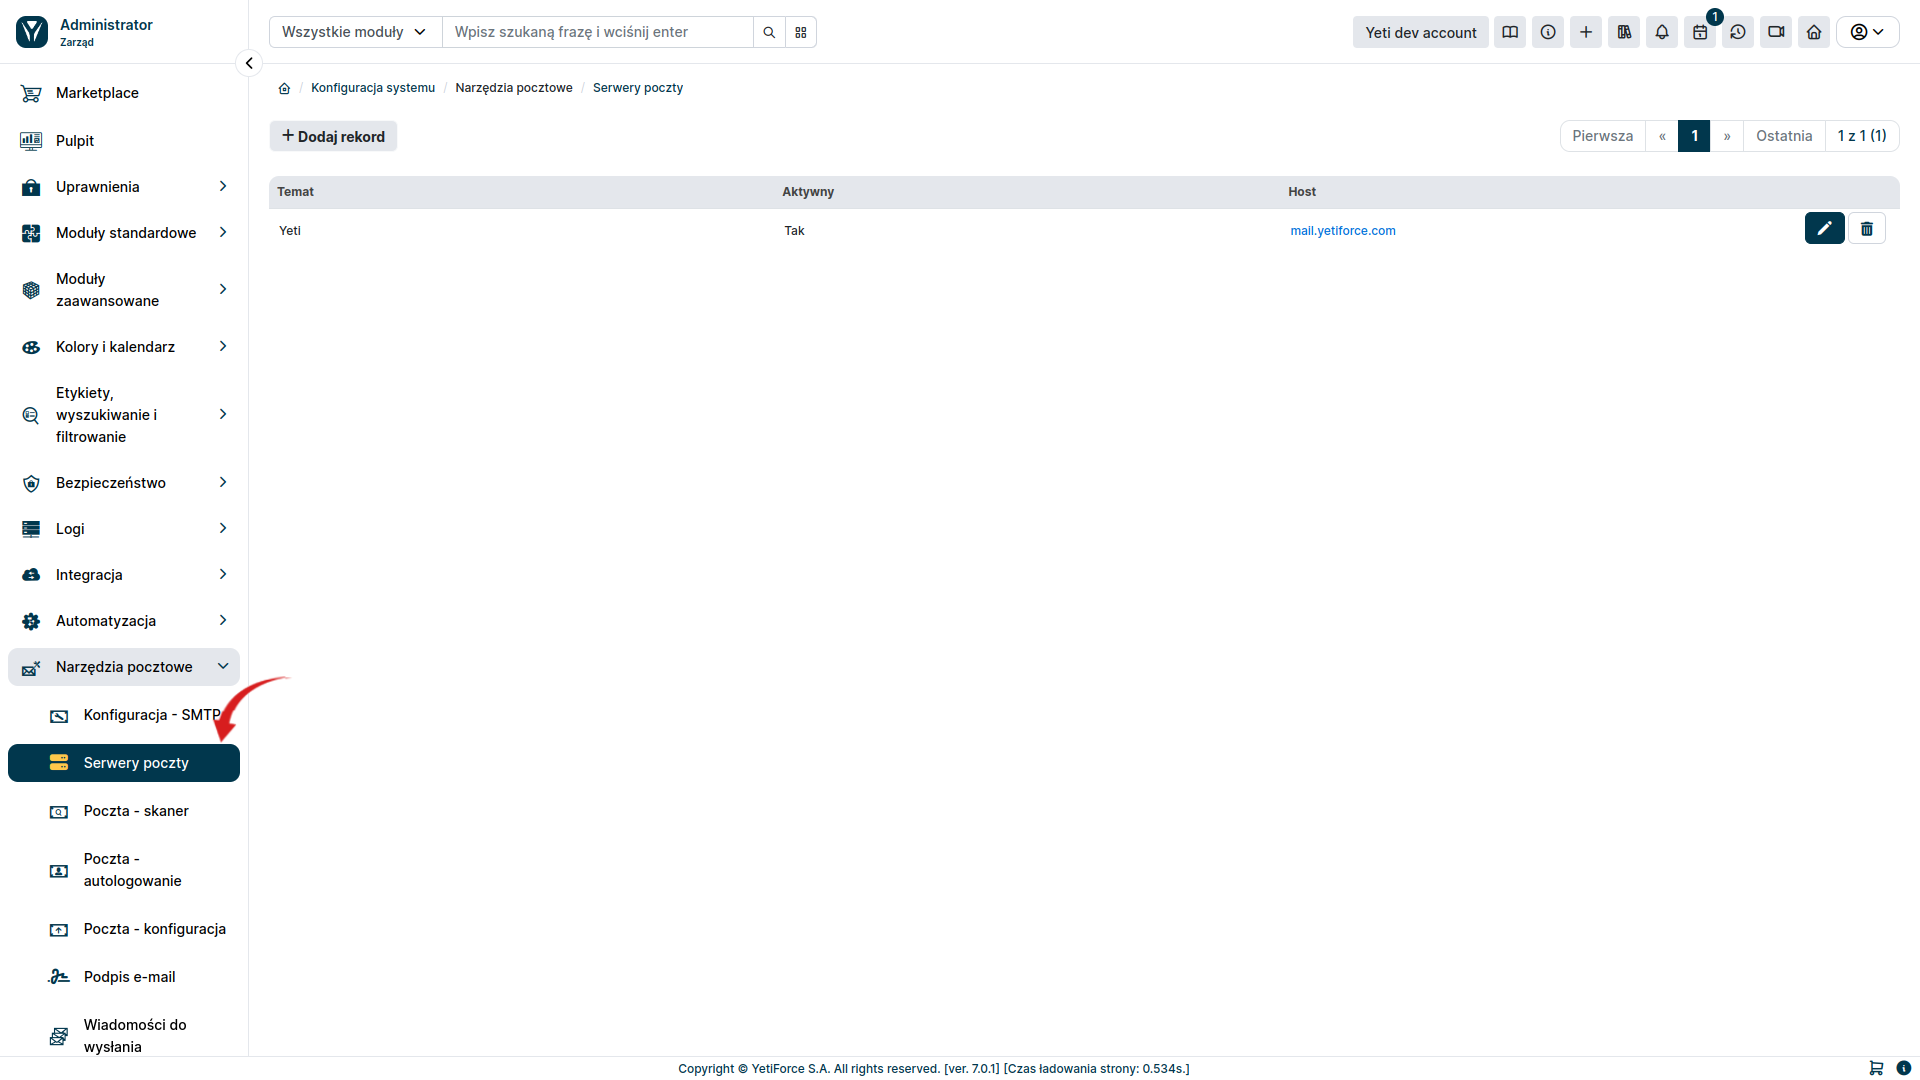 Administrator
Zarząd
Wszystkie moduły
Wpisz szukaną frazę i wciśnij enter
Yeti dev account
1
Marketplace
Pulpit
Uprawnienia
Moduły standardowe
Moduły
zaawansowane
Kolory i kalendarz
Etykiety,
wyszukiwanie i
filtrowanie
Bezpieczeństwo
Logi
Integracja
Automatyzacja
Narzędzia pocztowe
Konfiguracja - SMTP
Serwery poczty
Poczta - skaner
Poczta -
autologowanie
Poczta - konfiguracja
Podpis e-mail
Wiadomości do
wysłania
/ Konfiguracja systemu / Narzędzia pocztowe / Serwery poczty
+ Dodaj rekord
Pierwsza « 1 » Ostatnia 1 z 1 (1)
Temat Aktywny Host
Yeti Tak mail.yetiforce.com
Copyright © YetiForce S.A. All rights reserved. [ver. 7.0.1] [Czas ładowania strony: 0.534s.]